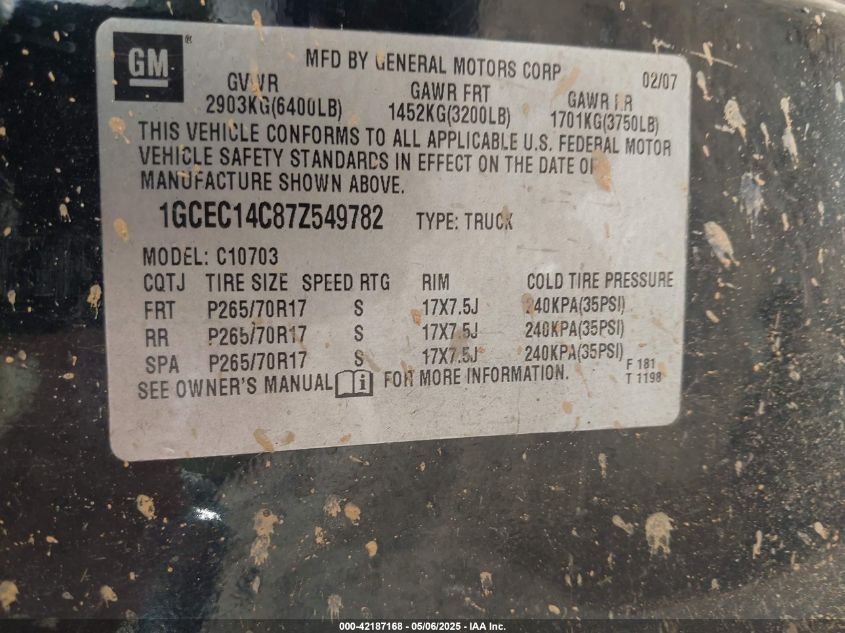 GM ®
MFD BY GENERAL MOTORS CORP 02/07
GVWR GAWR FRT GAWR RR
2903KG(6400LB) 1452KG(3200LB) 1701KG(3750LB)
THIS VEHICLE CONFORMS TO ALL APPLICABLE U.S. FEDERAL MOTOR
VEHICLE SAFETY STANDARDS IN EFFECT ON THE DATE OF
MANUFACTURE SHOWN ABOVE.
1GCEC14C87Z549782 TYPE: TRUCK
MODEL: C10703
CQTJ TIRE SIZE SPEED RTG RIM COLD TIRE PRESSURE
FRT P265/70R17 S 17X7.5J 240KPA(35PSI)
RR P265/70R17 S 17X7.5J 240KPA(35PSI)
SPA P265/70R17 S 17X7.5J 240KPA(35PSI)
SEE OWNER'S MANUAL i FOR MORE INFORMATION.
F 181
T 1198
000-42187168 - 05/06/2025 - IAA Inc.